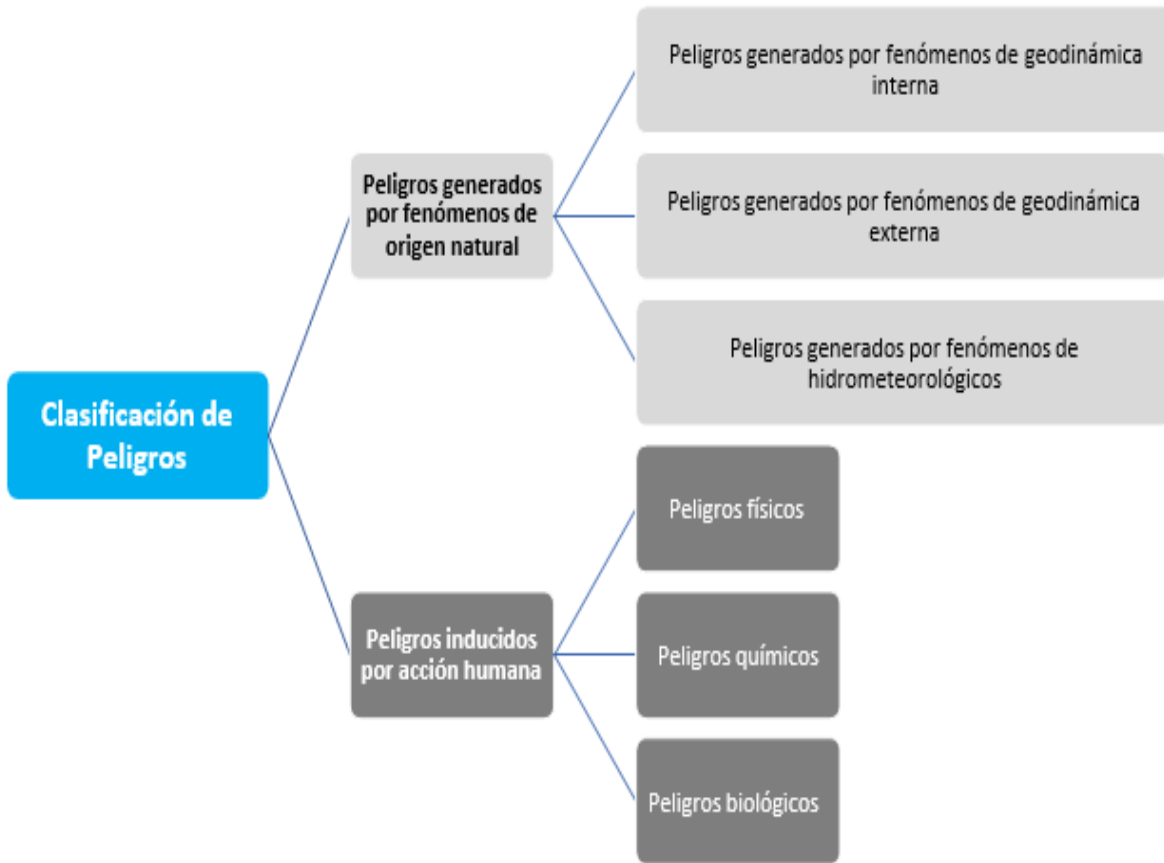 Clasificación de
Peligros
Peligros generados
por fenómenos de
origen natural
Peligros generados por fenómenos de geodinámica
interna
Peligros generados por fenómenos de geodinámica
externa
Peligros generados por fenómenos de
hidrometeorológicos
Peligros inducidos
por acción humana
Peligros físicos
Peligros químicos
Peligros biológicos